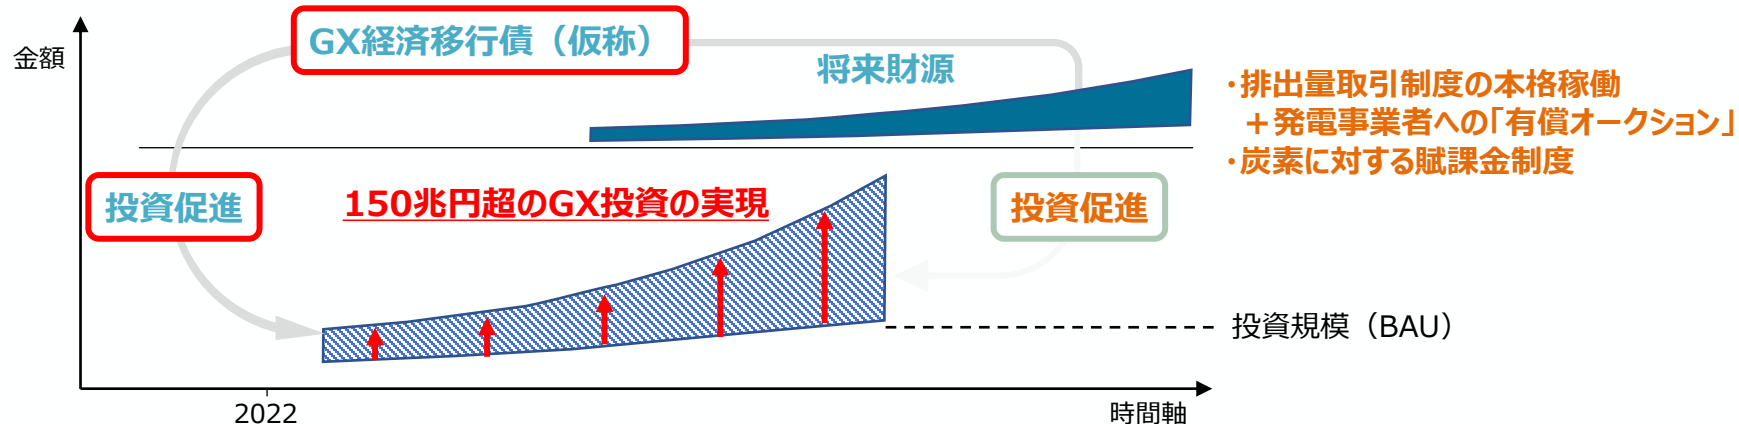 金額
GX経済移行債（仮称）
将来財源
・排出量取引制度の本格稼働
＋発電事業者への「有償オークション」
・炭素に対する賦課金制度
投資促進
150兆円超のGX投資の実現
投資促進
投資規模（BAU）
2022
時間軸